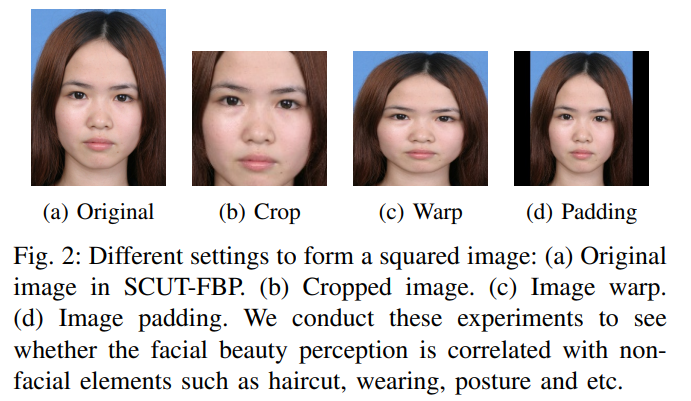 (a) Original (b) Crop (c) Warp (d) Padding
Fig. 2: Different settings to form a squared image: (a) Original
image in SCUT-FBP. (b) Cropped image. (c) Image warp.
(d) Image padding. We conduct these experiments to see
whether the facial beauty perception is correlated with non-
facial elements such as haircut, wearing, posture and etc.